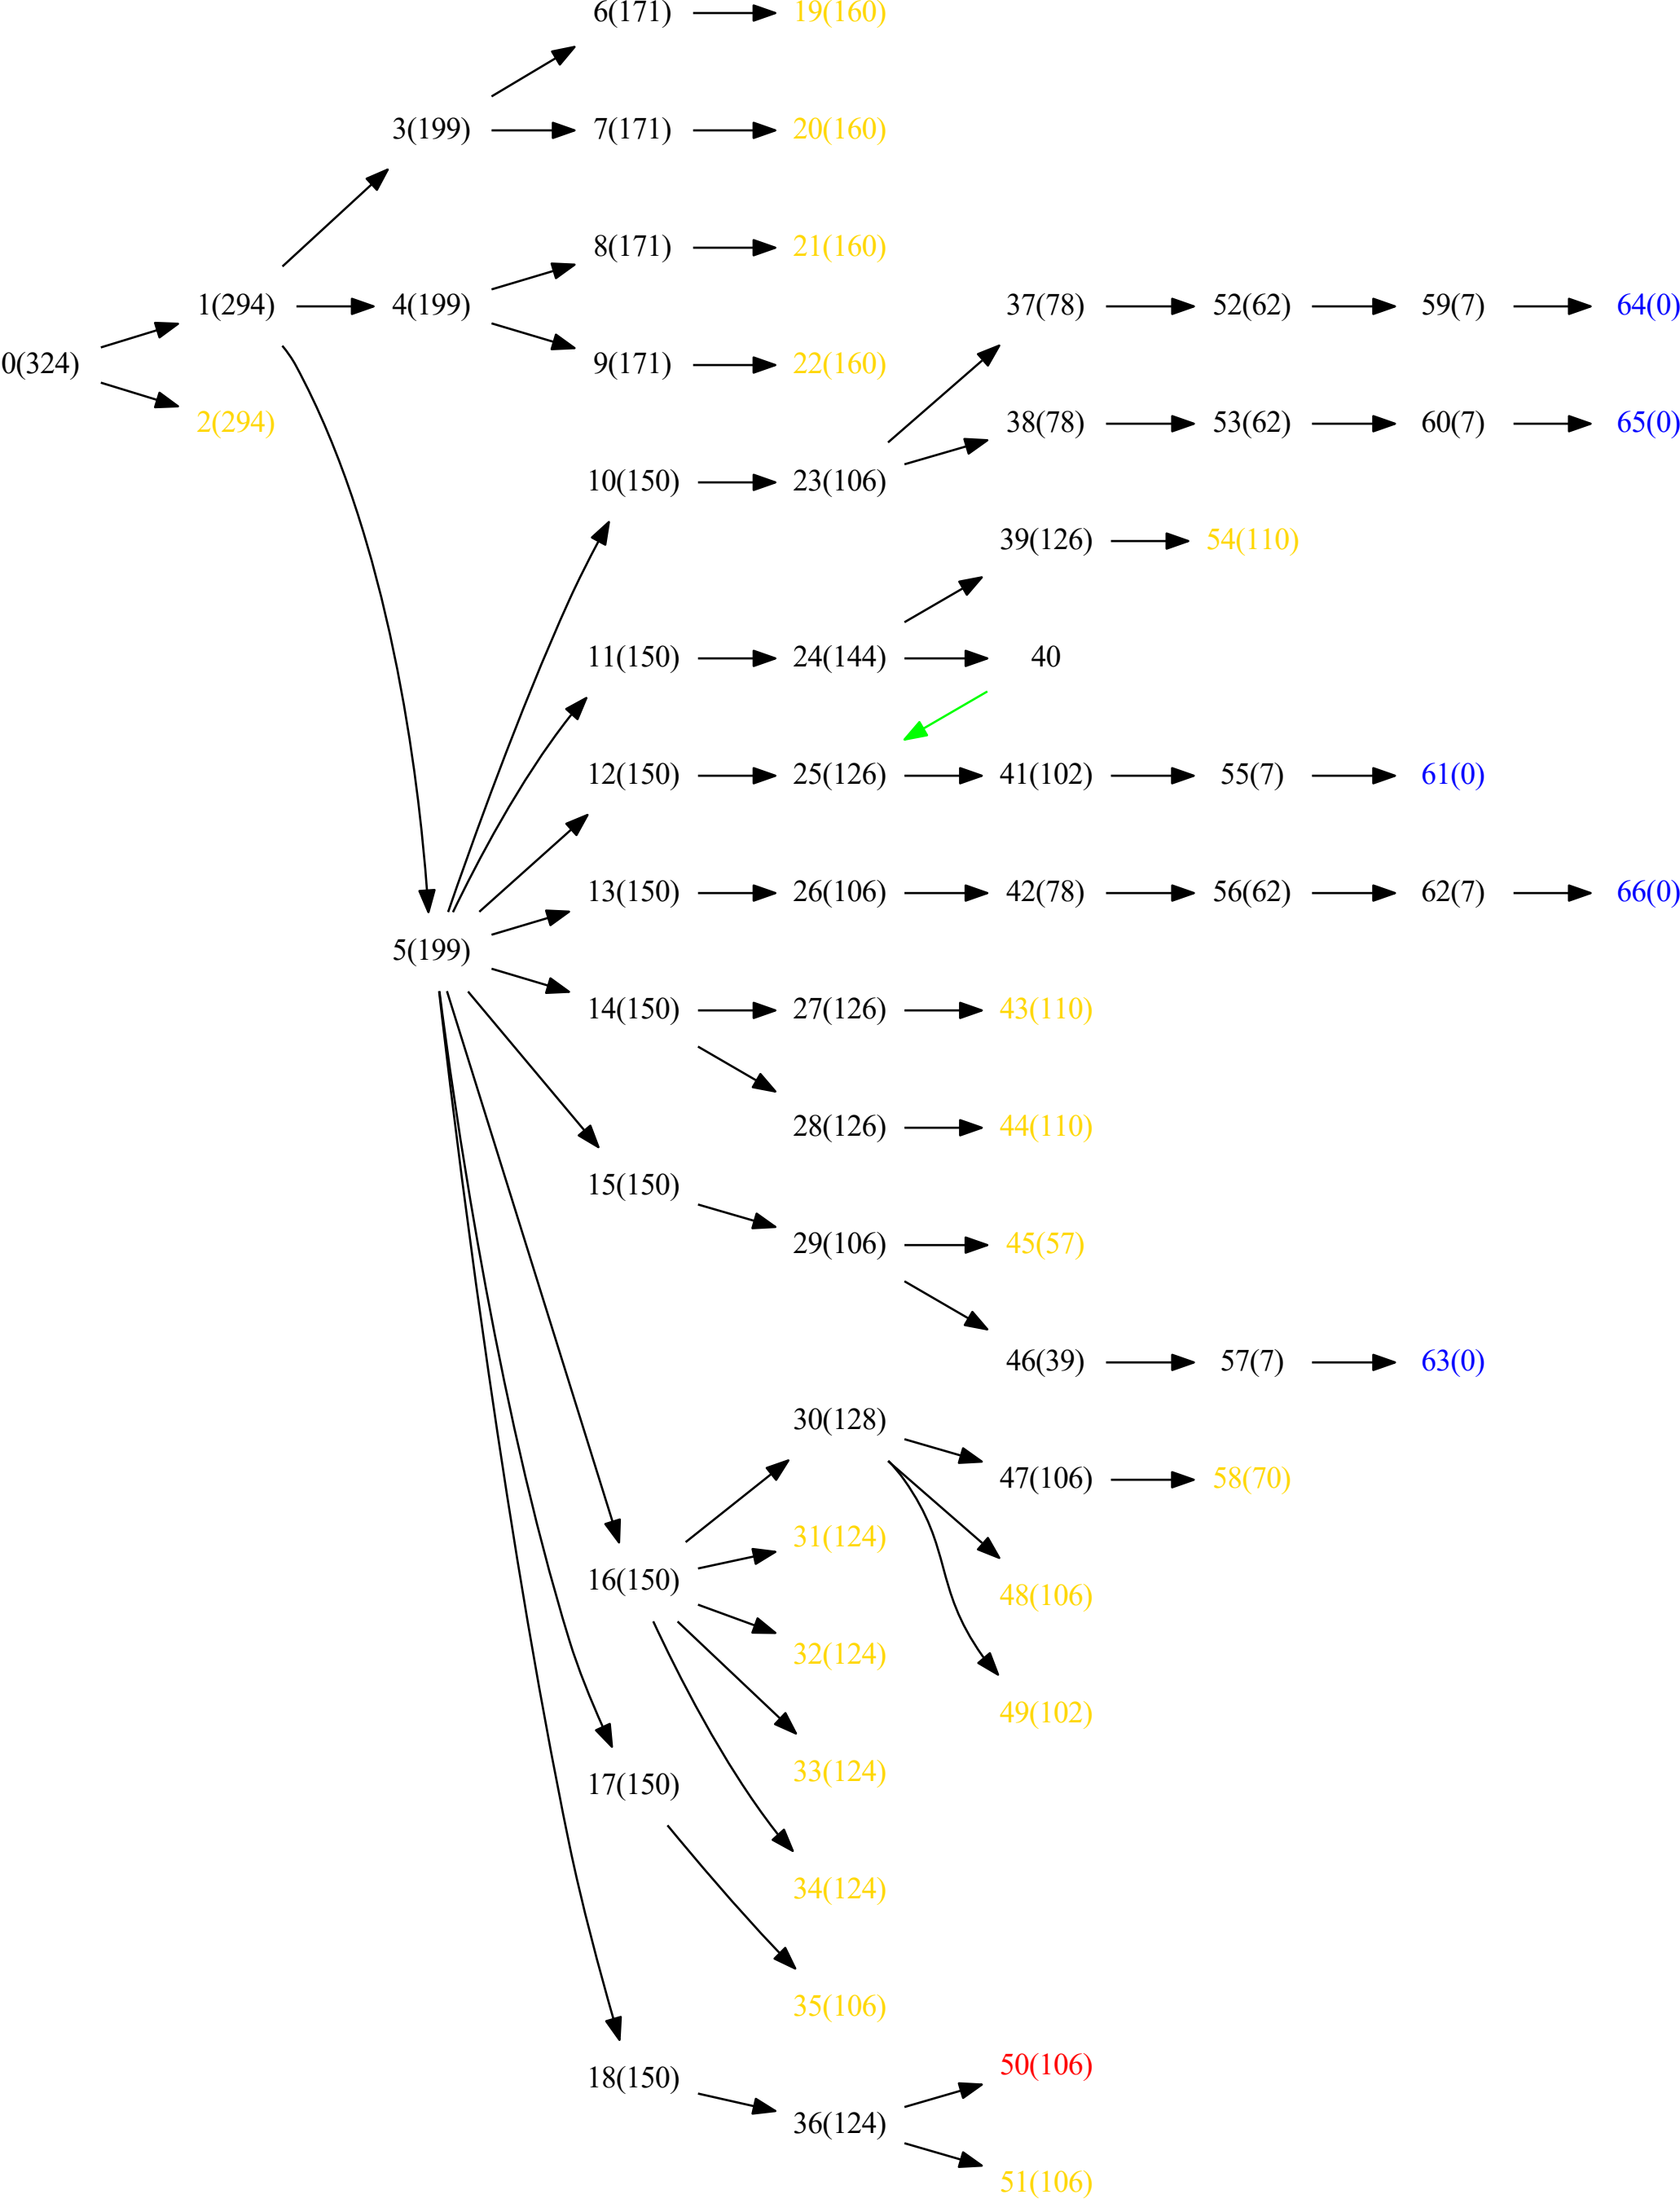 6(171) 19(160)
3(199) 7(171) 20(160)
8(171) 21(160)
1(294) 4(199) 37(78) 52(62) 59(7) 64(0)
0(324) 9(171) 22(160)
2(294) 38(78) 53(62) 60(7) 65(0)
10(150) 23(106)
39(126) 54(110)
11(150) 24(144) 40
12(150) 25(126) 41(102) 55(7) 61(0)
13(150) 26(106) 42(78) 56(62) 62(7) 66(0)
5(199)
14(150) 27(126) 43(110)
28(126) 44(110)
15(150)
29(106) 45(57)
46(39) 57(7) 63(0)
30(128)
47(106) 58(70)
31(124)
16(150) 48(106)
32(124)
49(102)
33(124)
17(150)
34(124)
35(106)
50(106)
18(150)
36(124)
51(106)